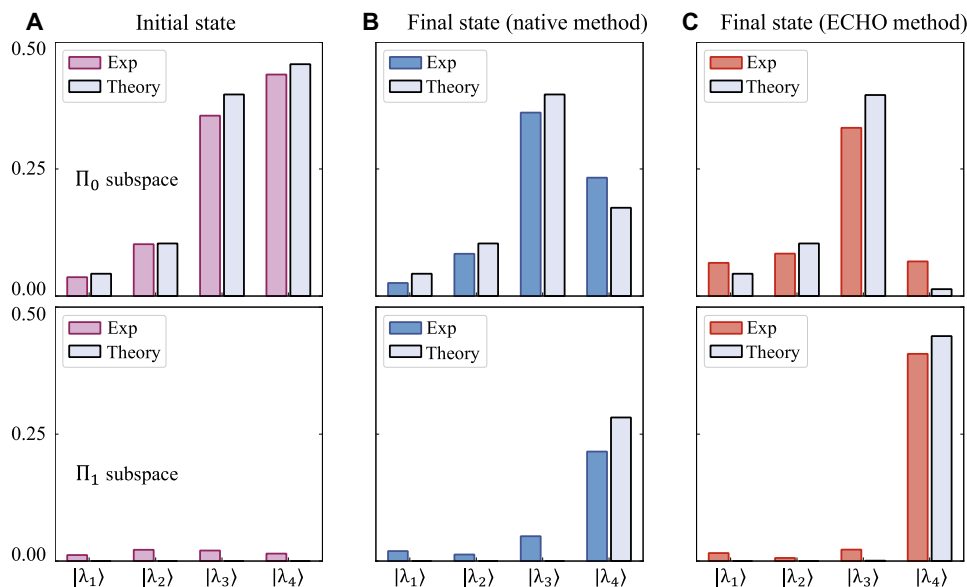 A Initial state
B Final state (native method)
C Final state (ECHO method)
0.50
0.25
0.00
Exp
Theory
Π0 subspace
Exp
Theory
Exp
Theory
0.50
0.25
0.00
Exp
Theory
Π1 subspace
Exp
Theory
Exp
Theory
|λ1⟩ |λ2⟩ |λ3⟩ |λ4⟩
|λ1⟩ |λ2⟩ |λ3⟩ |λ4⟩
|λ1⟩ |λ2⟩ |λ3⟩ |λ4⟩